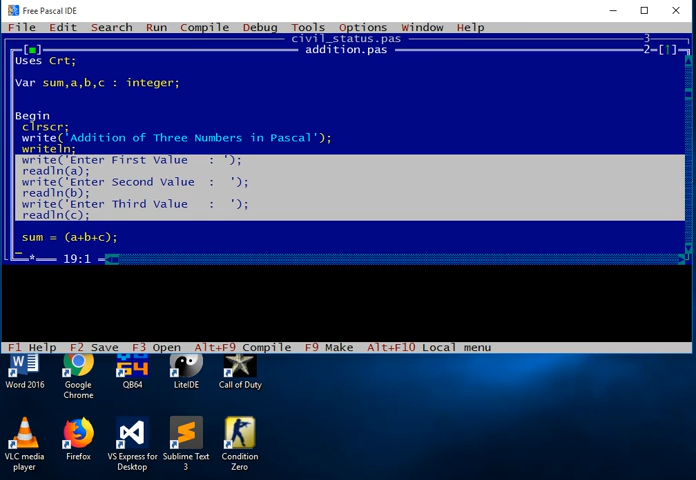 Free Pascal IDE
File Edit Search Run Compile Debug Tools Options Window Help
civil_status.pas 3
[■] addition.pas 2=[↑]
Uses Crt;
Var sum,a,b,c : integer;
Begin
clrscr;
write('Addition of Three Numbers in Pascal');
writeln;
write('Enter First Value   : ');
readln(a);
write('Enter Second Value  :  ');
readln(b);
write('Enter Third Value   :  ');
readln(c);
sum = (a+b+c);
* 19:1
F1 Help F2 Save F3 Open Alt+F9 Compile F9 Make Alt+F10 Local menu
Word 2016
Google Chrome
QB64
LiteIDE
Call of Duty
VLC media player
Firefox
VS Express for Desktop
Sublime Text 3
Condition Zero